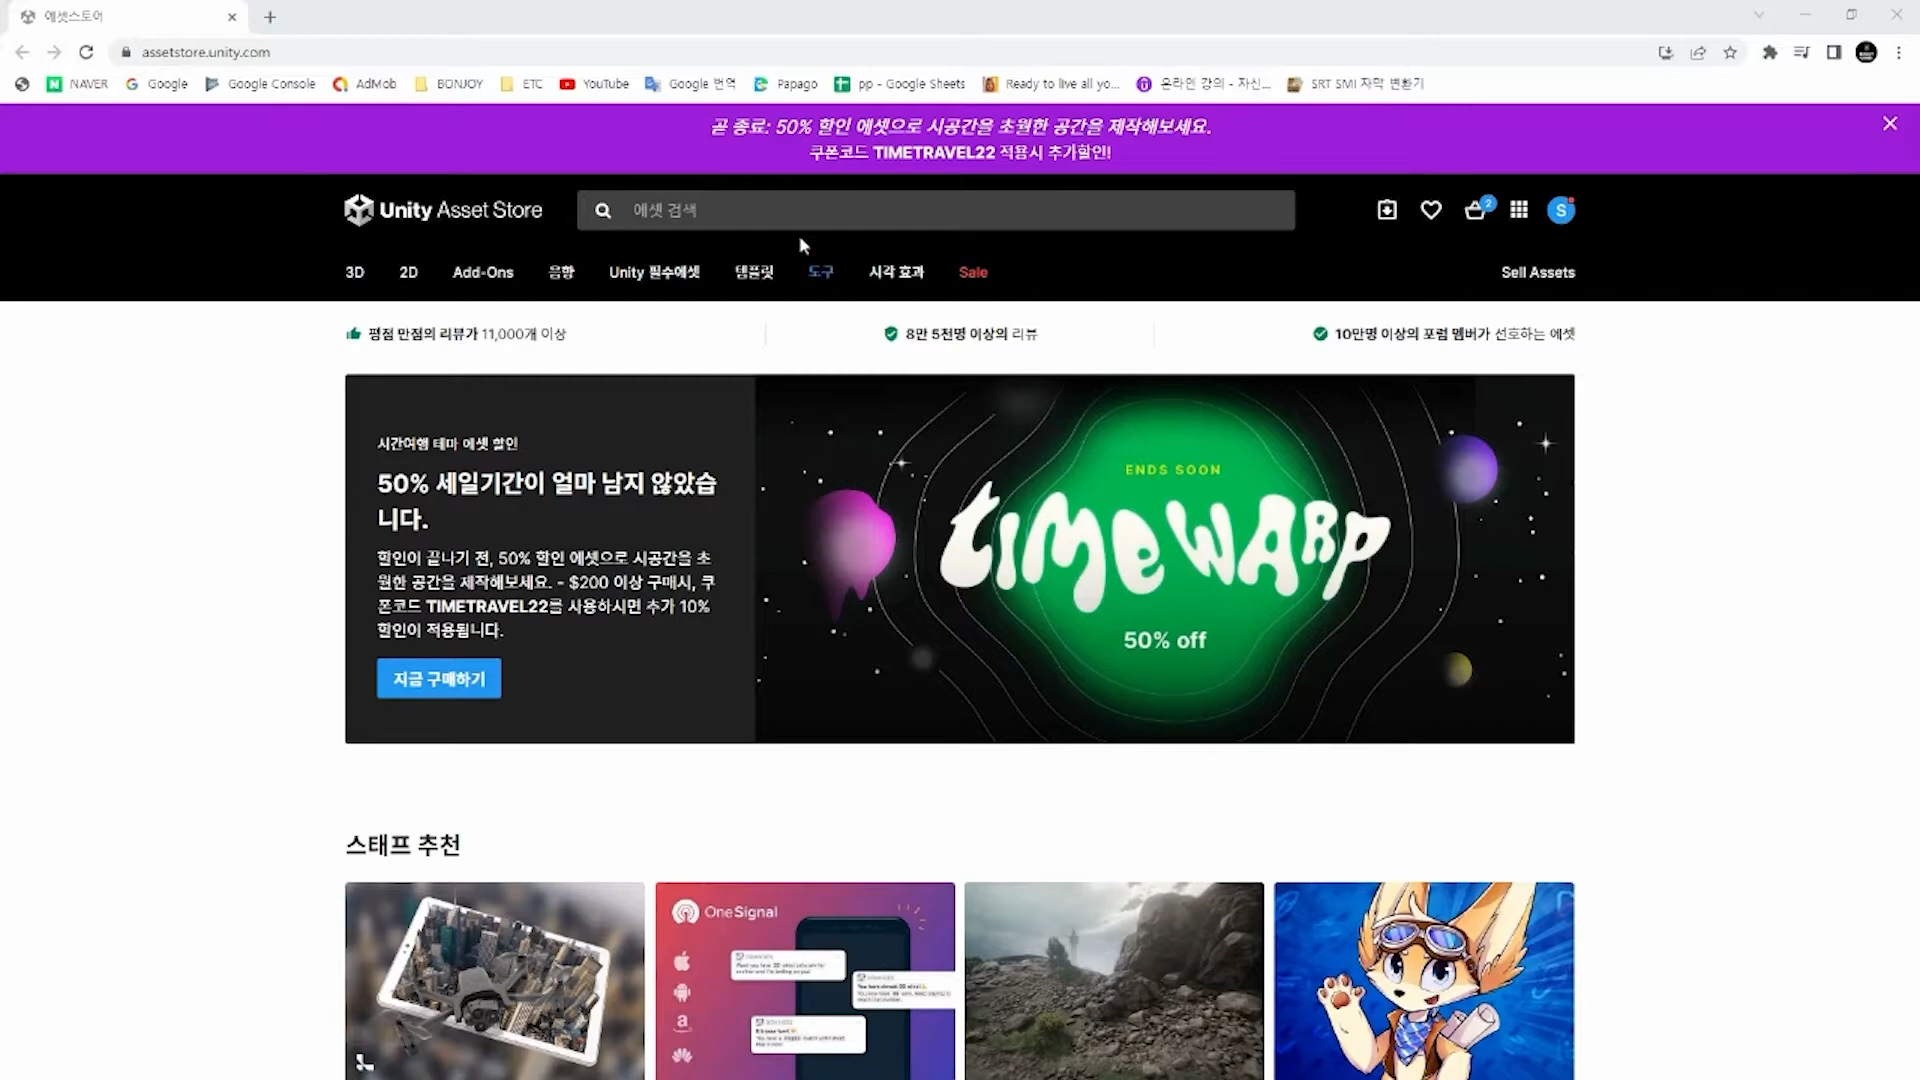 에셋스토어
assetstore.unity.com
NAVER
Google
Google Console
AdMob
BONJOY
ETC
YouTube
Google 번역
Papago
pp - Google Sheets
Ready to live all yo...
온라인 강의 - 자신...
SRT SMI 자막 변환기
곧 종료: 50% 할인 에셋으로 시공간을 초월한 공간을 제작해보세요.
쿠폰코드 TIMETRAVEL22 적용시 추가할인!
Unity Asset Store
에셋 검색
2
S
3D
2D
Add-Ons
음향
Unity 필수에셋
템플릿
도구
시각 효과
Sale
Sell Assets
평점 만점의 리뷰가 11,000개 이상
8만 5천명 이상의 리뷰
10만명 이상의 포럼 멤버가 선호하는 에셋
시간여행 테마 에셋 할인
50% 세일기간이 얼마 남지 않았습
니다.
할인이 끝나기 전, 50% 할인 에셋으로 시공간을 초
월한 공간을 제작해보세요. - $200 이상 구매시, 쿠
폰코드 TIMETRAVEL22를 사용하시면 추가 10%
할인이 적용됩니다.
지금 구매하기
ENDS SOON
TIME WARP
50% off
스태프 추천
OneSignal